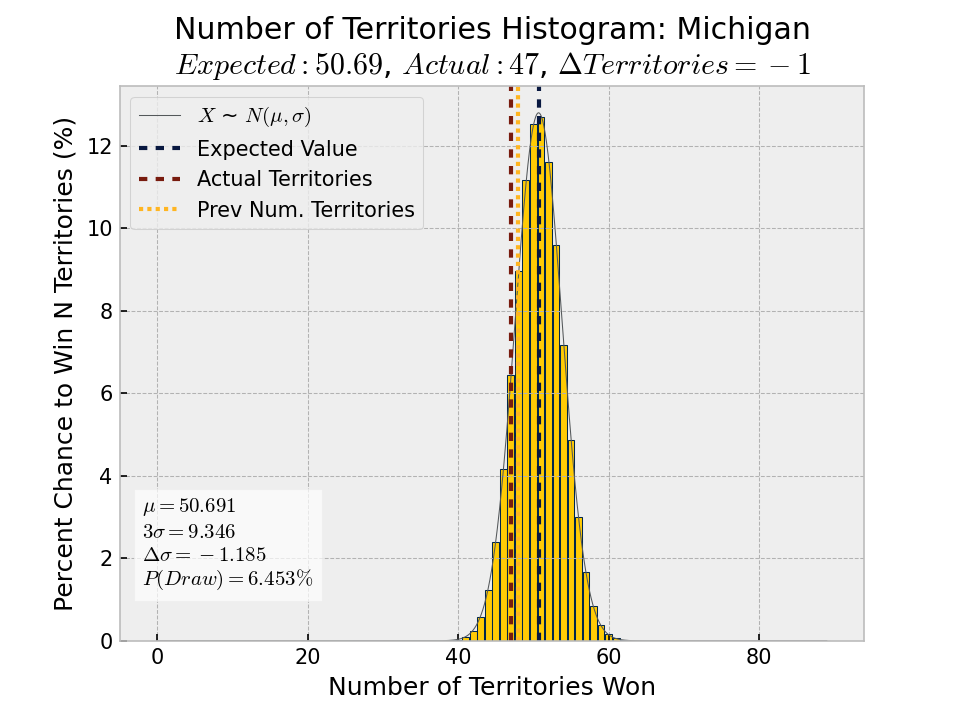 Number of Territories Histogram: Michigan
Expected : 50.69, Actual : 47, ΔTerritories = −1
X ~ N(μ, σ)
Expected Value
Actual Territories
Prev Num. Territories
Percent Chance to Win N Territories (%)
12
10
8
6
4
2
0
μ = 50.691
3σ = 9.346
Δσ = −1.185
P(Draw) = 6.453%
0 20 40 60 80
Number of Territories Won